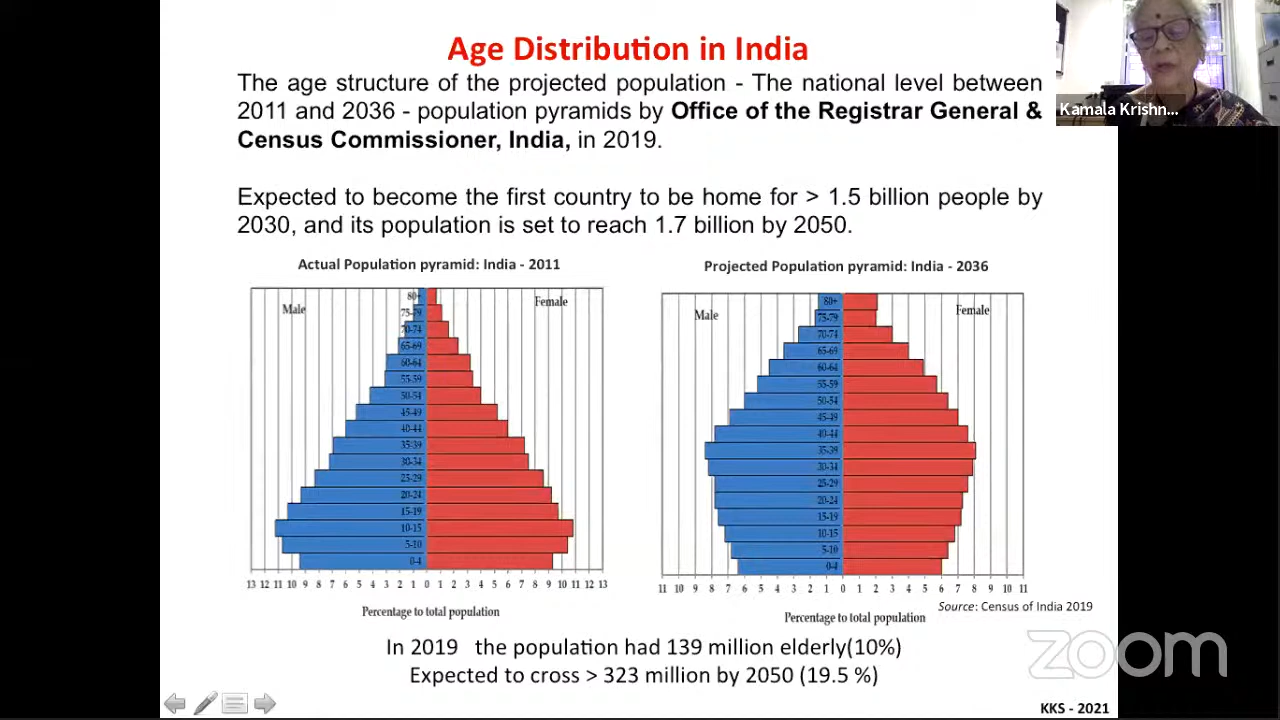 Age Distribution in India
The age structure of the projected population - The national level between
2011 and 2036 - population pyramids by Office of the Registrar General &
Census Commissioner, India, in 2019.
Kamala Krishn...
Expected to become the first country to be home for > 1.5 billion people by
2030, and its population is set to reach 1.7 billion by 2050.
Actual Population pyramid: India - 2011
Male
Female
80+
75-79
70-74
65-69
60-64
55-59
50-54
45-49
40-44
35-39
30-34
25-29
20-24
15-19
10-15
5-10
0-4
13 12 11 10 9 8 7 6 5 4 3 2 1 0 1 2 3 4 5 6 7 8 9 10 11 12 13
Percentage to total population
Projected Population pyramid: India - 2036
Male
Female
80+
75-79
70-74
65-69
60-64
55-59
50-54
45-49
40-44
35-39
30-34
25-29
20-24
15-19
10-15
5-10
0-4
11 10 9 8 7 6 5 4 3 2 1 0 1 2 3 4 5 6 7 8 9 10 11
Percentage to total population
Source: Census of India 2019
In 2019 the population had 139 million elderly(10%)
Expected to cross > 323 million by 2050 (19.5 %)
zoom
KKS - 2021